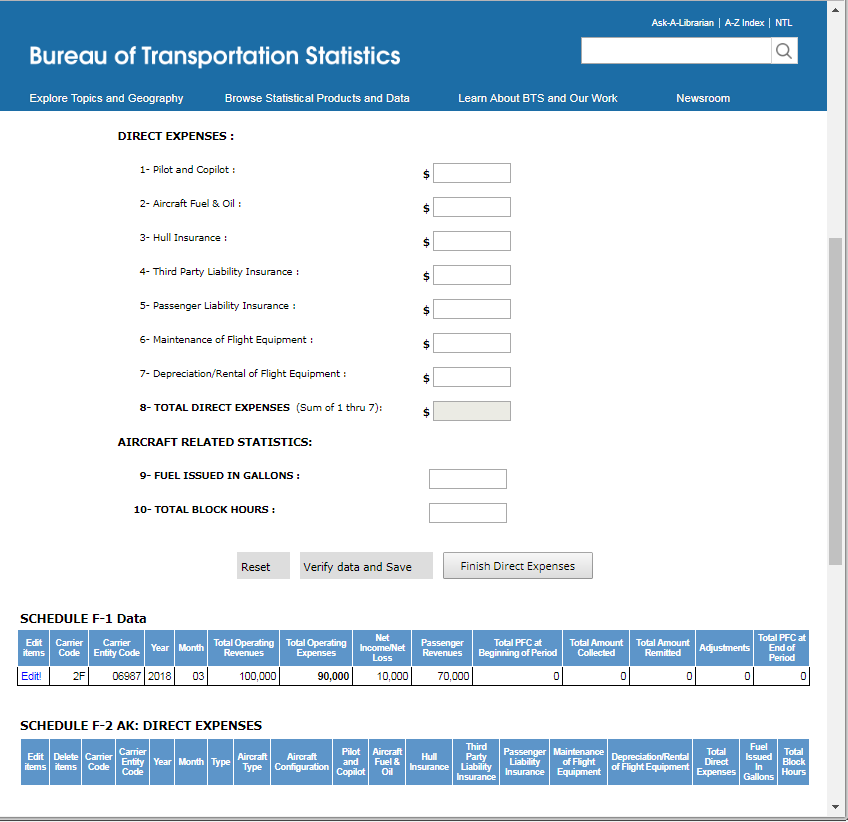 Ask-A-Librarian | A-Z Index | NTL
Bureau of Transportation Statistics
Explore Topics and Geography Browse Statistical Products and Data Learn About BTS and Our Work Newsroom
DIRECT EXPENSES :
1- Pilot and Copilot : $
2- Aircraft Fuel & Oil : $
3- Hull Insurance : $
4- Third Party Liability Insurance : $
5- Passenger Liability Insurance : $
6- Maintenance of Flight Equipment : $
7- Depreciation/Rental of Flight Equipment : $
8- TOTAL DIRECT EXPENSES (Sum of 1 thru 7): $
AIRCRAFT RELATED STATISTICS:
9- FUEL ISSUED IN GALLONS :
10- TOTAL BLOCK HOURS :
Reset Verify data and Save Finish Direct Expenses
SCHEDULE F-1 Data
Edit items Carrier Code Carrier Entity Code Year Month Total Operating Revenues Total Operating Expenses Net Income/Net Loss Passenger Revenues Total PFC at Beginning of Period Total Amount Collected Total Amount Remitted Adjustments Total PFC at End of Period
Edit! 2F 06987 2018 03 100,000 90,000 10,000 70,000 0 0 0 0 0
SCHEDULE F-2 AK: DIRECT EXPENSES
Edit items Delete items Carrier Code Carrier Entity Code Year Month Type Aircraft Type Aircraft Configuration Pilot and Copilot Aircraft Fuel & Oil Hull Insurance Third Party Liability Insurance Passenger Liability Insurance Maintenance of Flight Equipment Depreciation/Rental of Flight Equipment Total Direct Expenses Fuel Issued In Gallons Total Block Hours